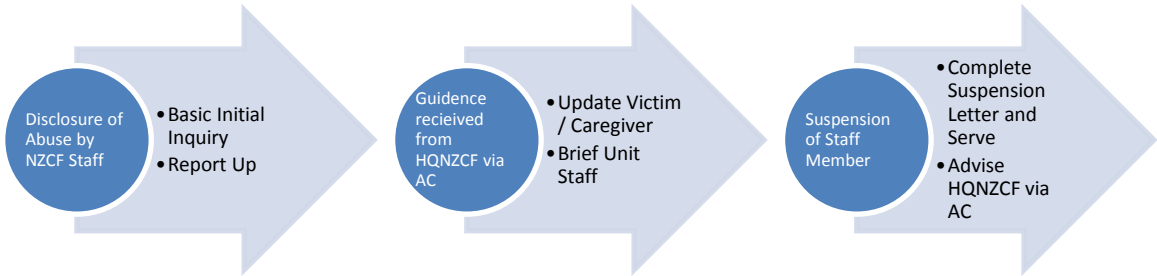 Disclosure of
Abuse by
NZCF Staff
•Basic Initial
Inquiry
•Report Up
Guidence
recieived
from
HQNZCF via
AC
•Update Victim
/ Caregiver
•Brief Unit
Staff
Suspension
of Staff
Member
•Complete
Suspension
Letter and
Serve
•Advise
HQNZCF via
AC